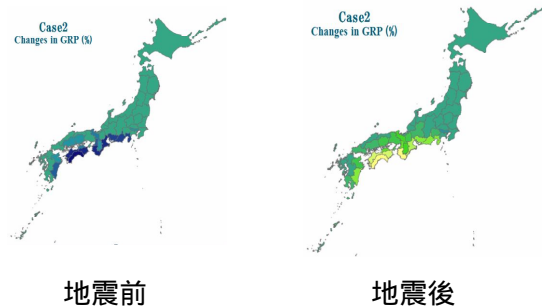 Case2
Changes in GRP (%)
Case2
Changes in GRP (%)
地震前
地震後